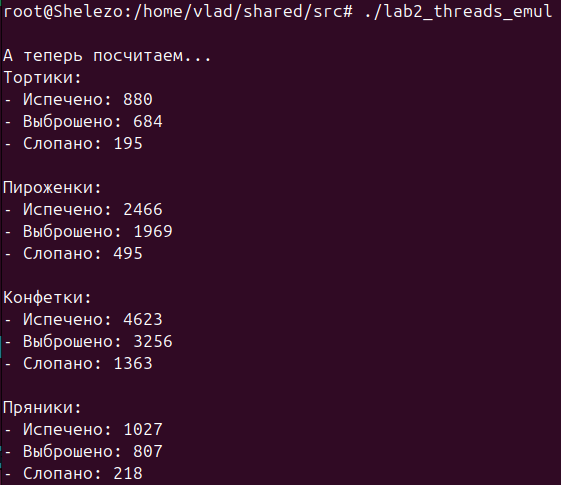 root@Shelezo:/home/vlad/shared/src# ./lab2_threads_emul
А теперь посчитаем...
Тортики:
- Испечено: 880
- Выброшено: 684
- Слопано: 195
Пироженки:
- Испечено: 2466
- Выброшено: 1969
- Слопано: 495
Конфетки:
- Испечено: 4623
- Выброшено: 3256
- Слопано: 1363
Пряники:
- Испечено: 1027
- Выброшено: 807
- Слопано: 218